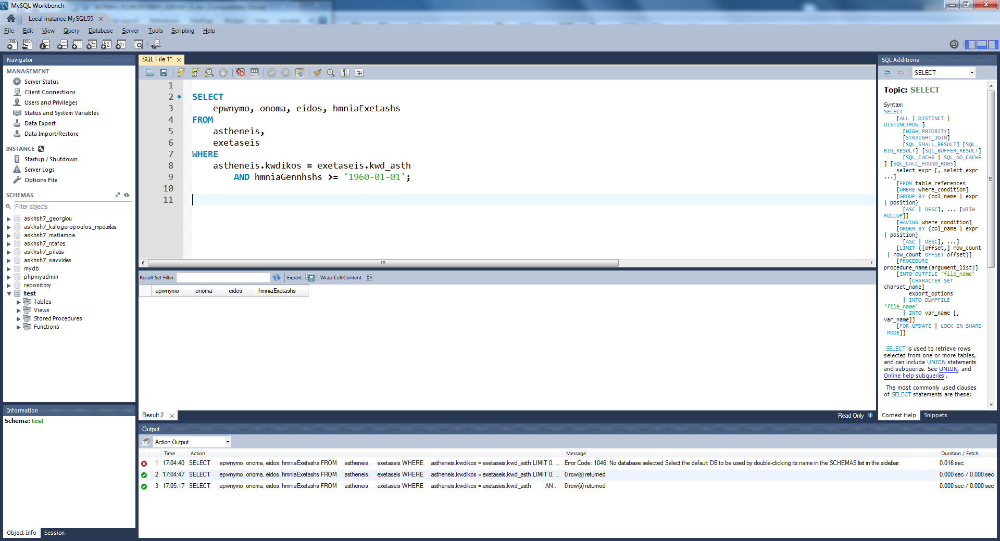 MySQL Workbench
Local instance MySQL55
File Edit View Query Database Server Tools Scripting Help
Navigator
MANAGEMENT
Server Status
Client Connections
Users and Privileges
Status and System Variables
Data Export
Data Import/Restore
INSTANCE
Startup / Shutdown
Server Logs
Options File
SCHEMAS
Filter objects
askhsh7_georgiou
askhsh7_kalogeropoulos_mpouxlas
askhsh7_matiampa
askhsh7_ntafos
askhsh7_pilatis
askhsh7_savvides
mydb
phpmyadmin
repository
test
Tables
Views
Stored Procedures
Functions
Information
Schema: test
Object Info Session
SQL File 1*
1
2 SELECT
3 epwnymo, onoma, eidos, hmniaExetashs
4 FROM
5 astheneis,
6 exetaseis
7 WHERE
8 astheneis.kwdikos = exetaseis.kwd_asth
9 AND hmniaGennhshs >= '1960-01-01';
10
11
Result Set Filter: Export: Wrap Cell Content:
epwnymo onoma eidos hmniaExetashs
Result 2
Read Only
SQL Additions
SELECT
Topic: SELECT
Syntax:
SELECT
[ALL | DISTINCT |
DISTINCTROW ]
[HIGH_PRIORITY]
[STRAIGHT_JOIN]
[SQL_SMALL_RESULT] [SQL_
BIG_RESULT] [SQL_BUFFER_RESULT]
[SQL_CACHE | SQL_NO_CACHE
] [SQL_CALC_FOUND_ROWS]
select_expr [, select_expr
...]
[FROM table_references
[WHERE where_condition]
[GROUP BY {col_name | expr
| position}
[ASC | DESC], ... [WITH
ROLLUP]]
[HAVING where_condition]
[ORDER BY {col_name | expr
| position}
[ASC | DESC], ...]
[LIMIT {[offset,] row_count
| row_count OFFSET offset}]
[PROCEDURE
procedure_name(argument_list)]
[INTO OUTFILE 'file_name'
[CHARACTER SET
charset_name]
export_options
| INTO DUMPFILE
'file_name'
| INTO var_name [,
var_name]]
[FOR UPDATE | LOCK IN SHARE
MODE]]
SELECT is used to retrieve rows
selected from one or more tables,
and can include UNION statements
and subqueries. See UNION, and
Online help subqueries .
The most commonly used clauses
of SELECT statements are these:
Context Help Snippets
Output
Action Output
Time Action Message Duration / Fetch
1 17:04:40 SELECT epwnymo, onoma, eidos, hmniaExetashs FROM astheneis, exetaseis WHERE astheneis.kwdikos = exetaseis.kwd_asth LIMIT 0, ... Error Code: 1046. No database selected Select the default DB to be used by double-clicking its name in the SCHEMAS list in the sidebar. 0.016 sec
2 17:04:47 SELECT epwnymo, onoma, eidos, hmniaExetashs FROM astheneis, exetaseis WHERE astheneis.kwdikos = exetaseis.kwd_asth LIMIT 0, ... 0 row(s) returned 0.000 sec / 0.000 sec
3 17:05:17 SELECT epwnymo, onoma, eidos, hmniaExetashs FROM astheneis, exetaseis WHERE astheneis.kwdikos = exetaseis.kwd_asth AN... 0 row(s) returned 0.000 sec / 0.000 sec